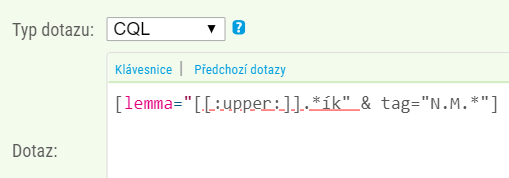 Typ dotazu: CQL ▼ ?
Klávesnice | Předchozí dotazy
[lemma="[[:upper:]].*ík" & tag="N.M.*"]
Dotaz: